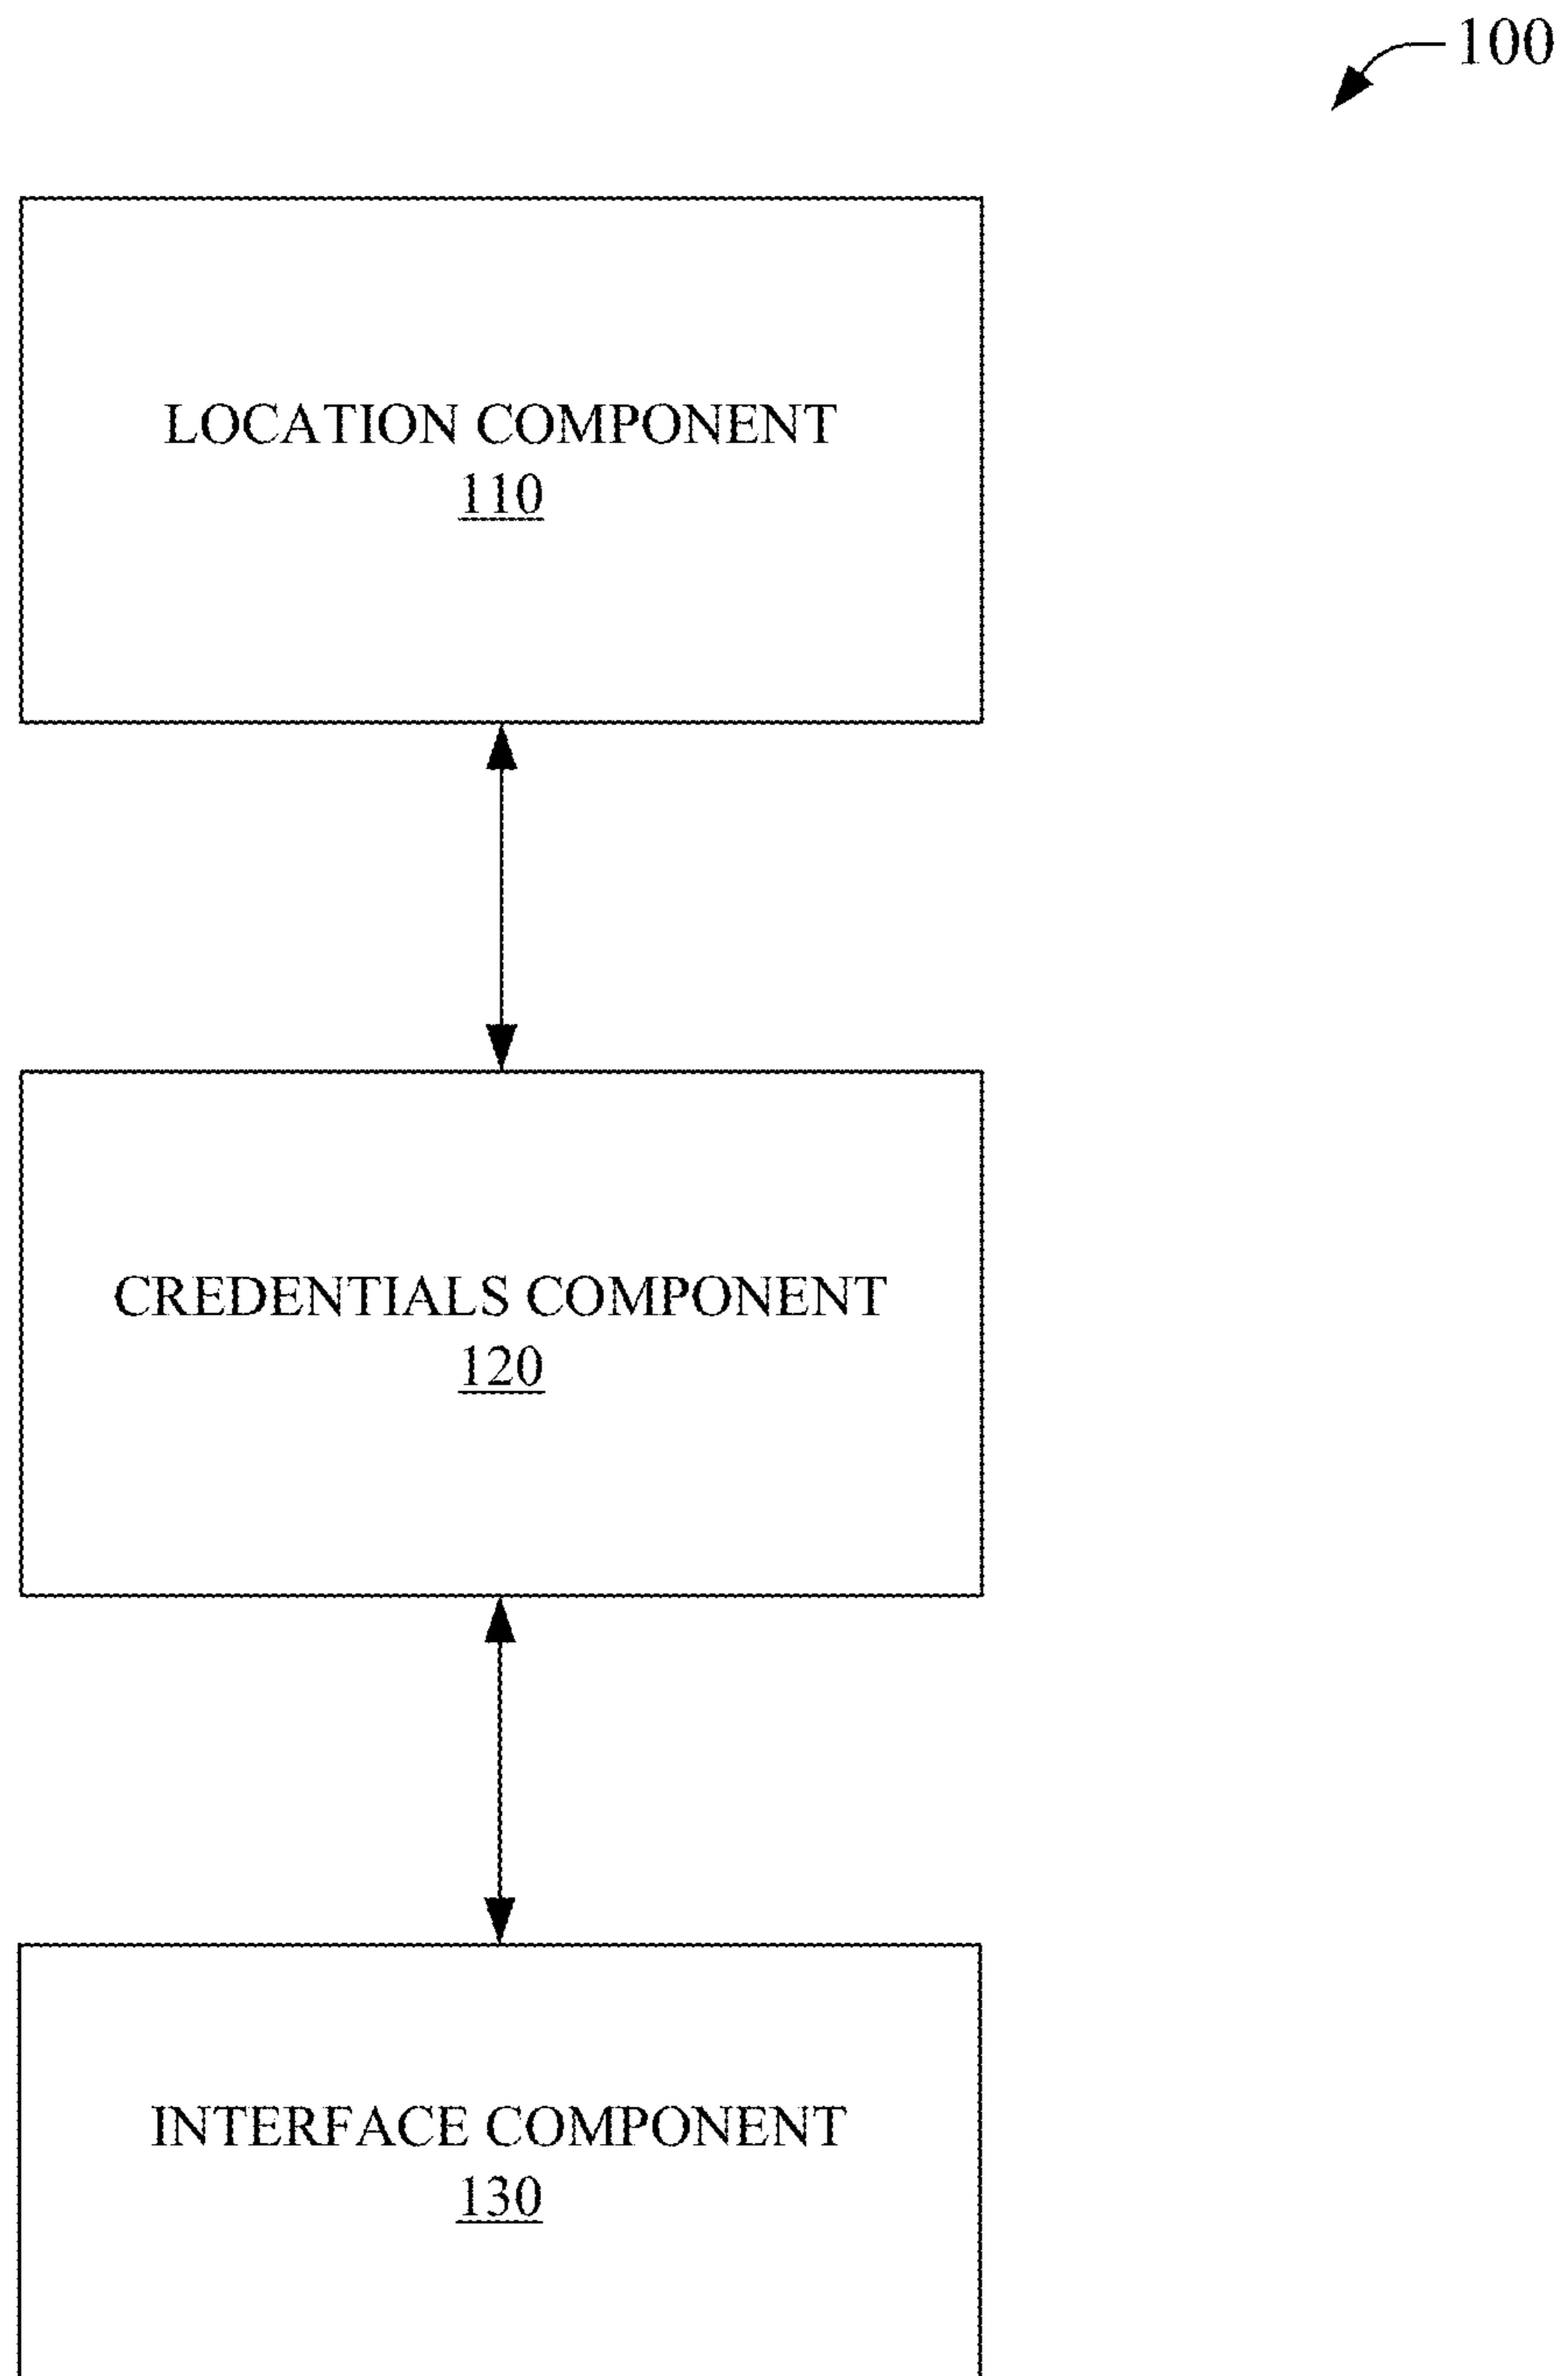 100
LOCATION COMPONENT
110
CREDENTIALS COMPONENT
120
INTERFACE COMPONENT
130